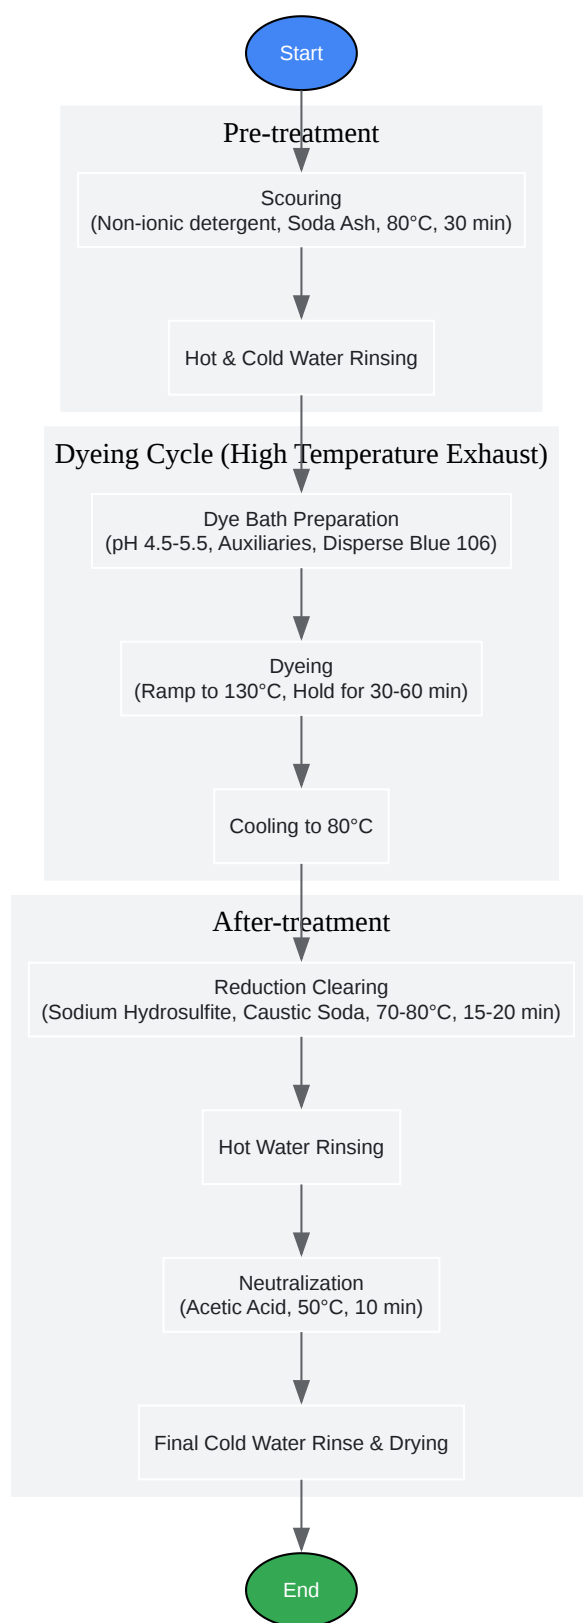 Start
Pre-treatment
Scouring
(Non-ionic detergent, Soda Ash, 80°C, 30 min)
Hot & Cold Water Rinsing
Dyeing Cycle (High Temperature Exhaust)
Dye Bath Preparation
(pH 4.5-5.5, Auxiliaries, Disperse Blue 106)
Dyeing
(Ramp to 130°C, Hold for 30-60 min)
Cooling to 80°C
After-treatment
Reduction Clearing
(Sodium Hydrosulfite, Caustic Soda, 70-80°C, 15-20 min)
Hot Water Rinsing
Neutralization
(Acetic Acid, 50°C, 10 min)
Final Cold Water Rinse & Drying
End